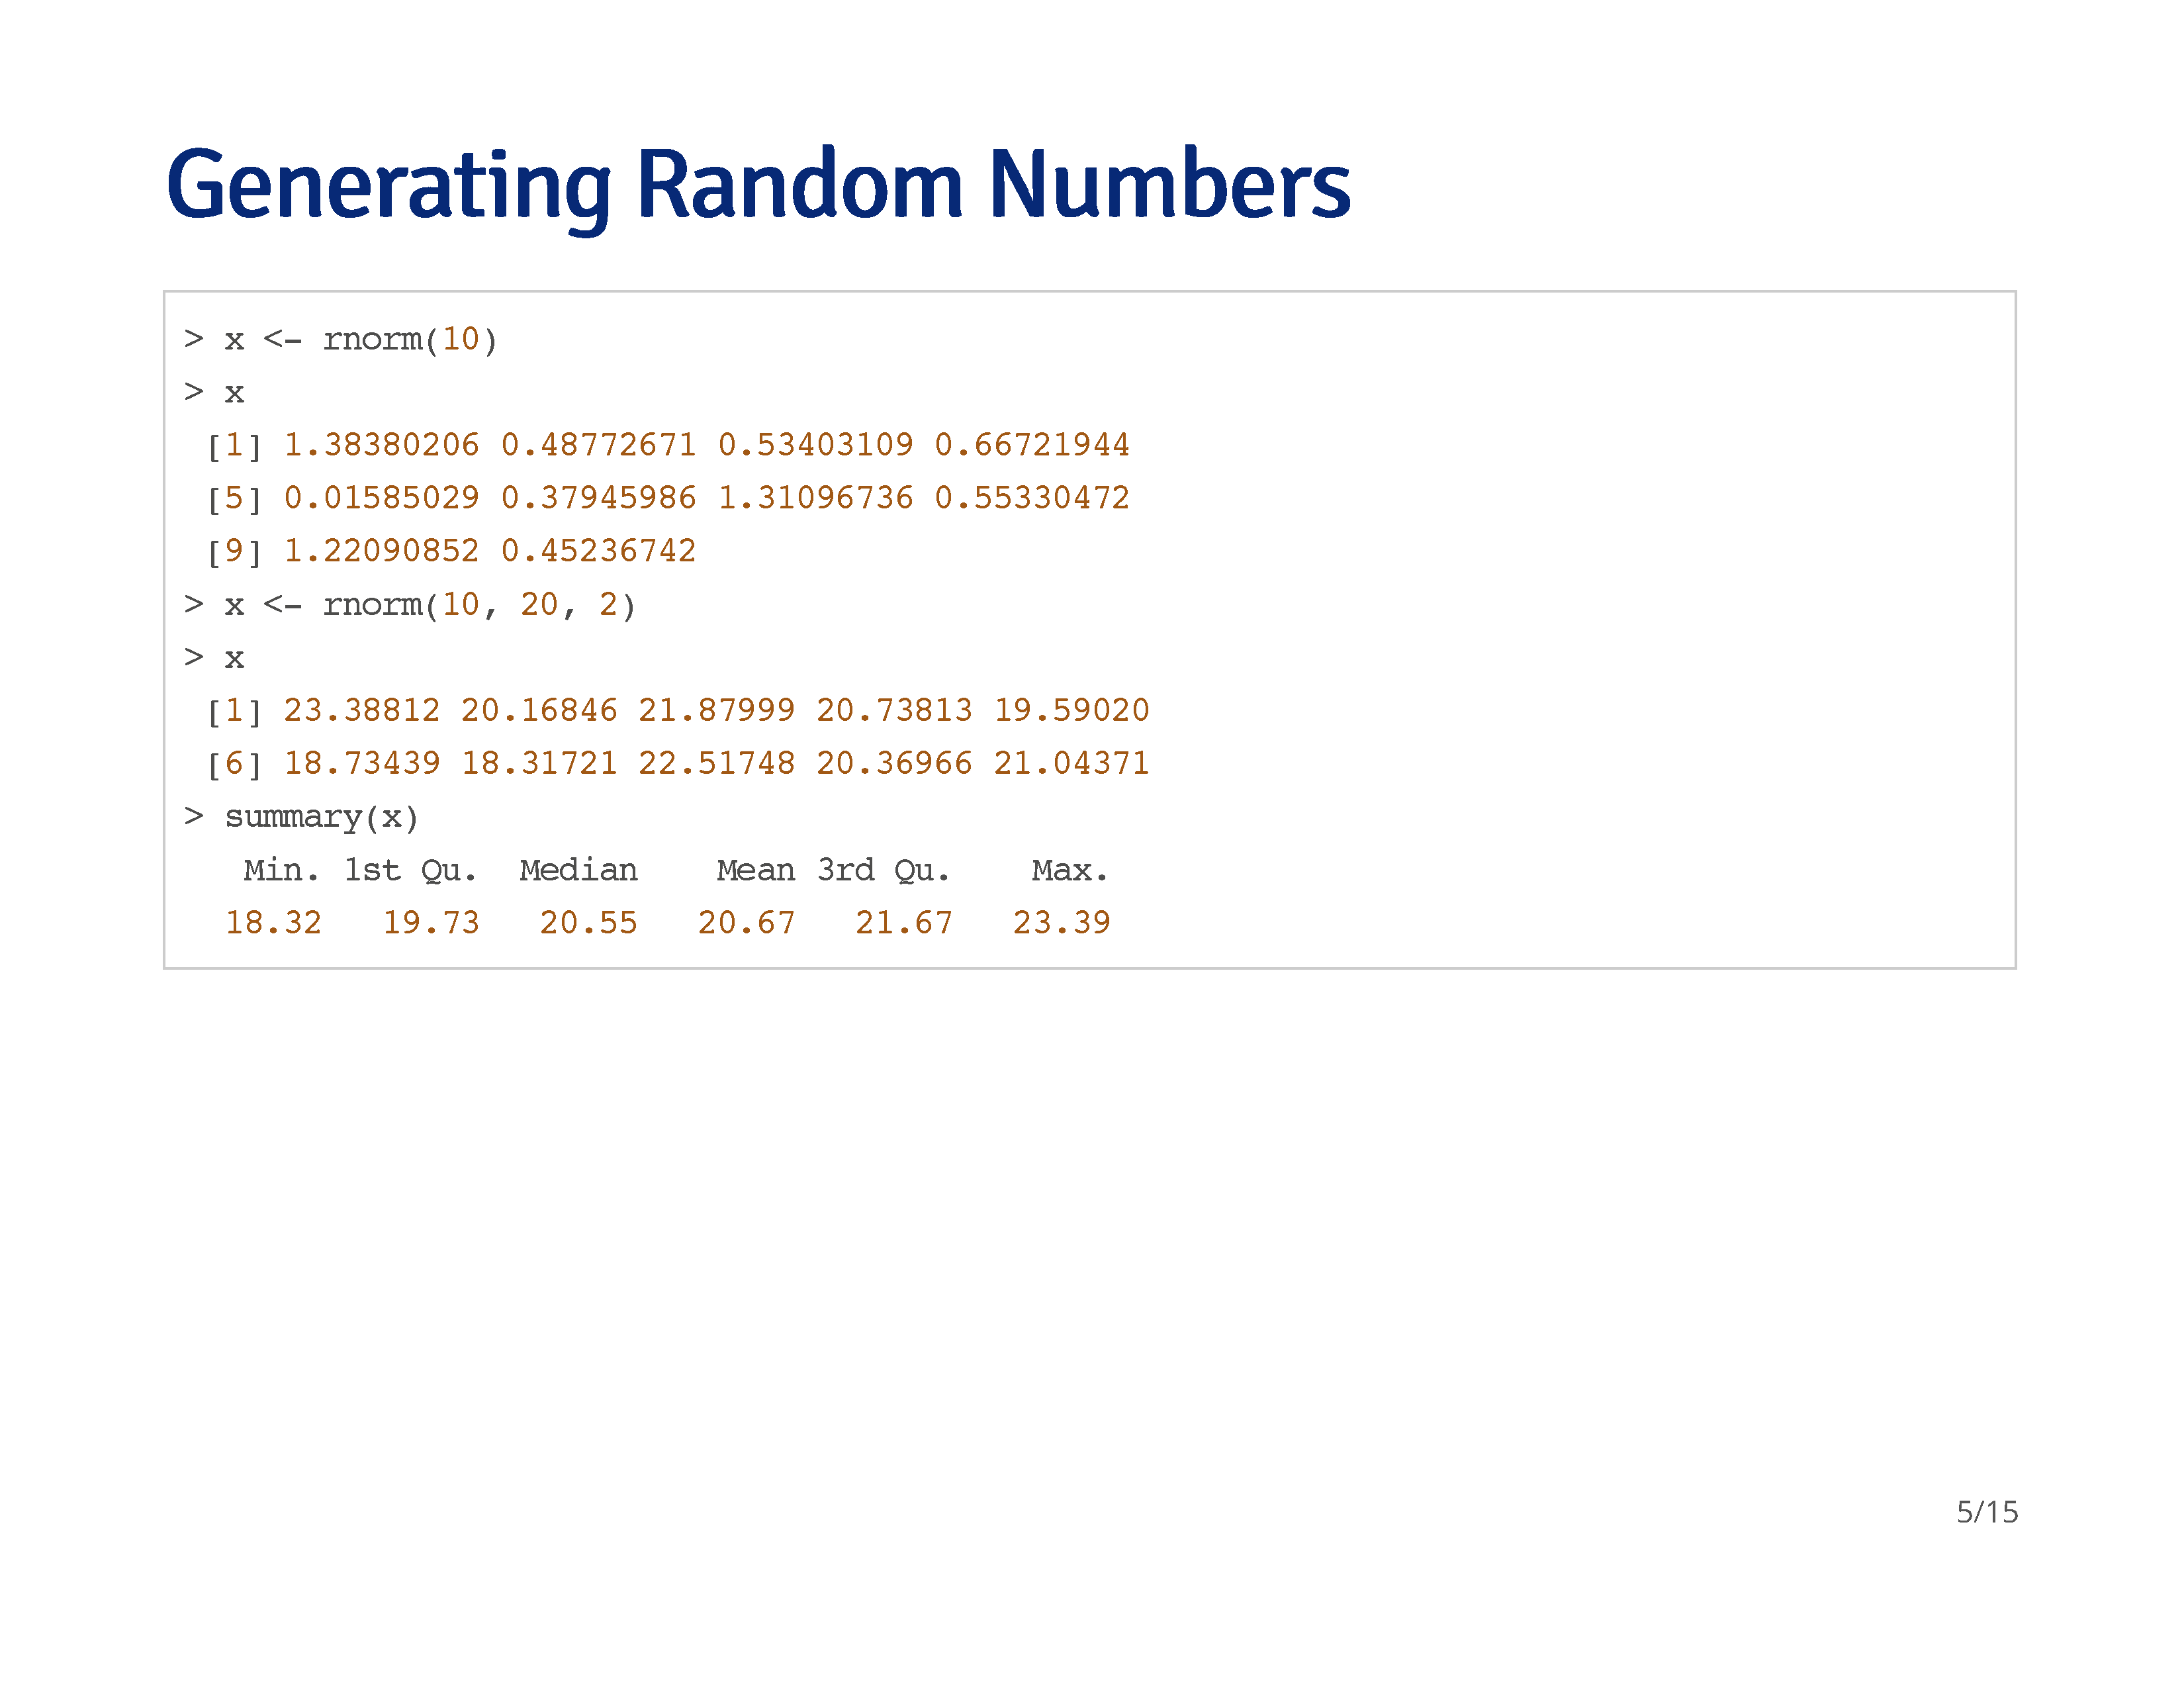 Generating Random Numbers
> x <- rnorm(10)
> x
 [1] 1.38380206 0.48772671 0.53403109 0.66721944
 [5] 0.01585029 0.37945986 1.31096736 0.55330472
 [9] 1.22090852 0.45236742
> x <- rnorm(10, 20, 2)
> x
 [1] 23.38812 20.16846 21.87999 20.73813 19.59020
 [6] 18.73439 18.31721 22.51748 20.36966 21.04371
> summary(x)
   Min. 1st Qu.  Median    Mean 3rd Qu.    Max.
  18.32   19.73   20.55   20.67   21.67   23.39
5/15